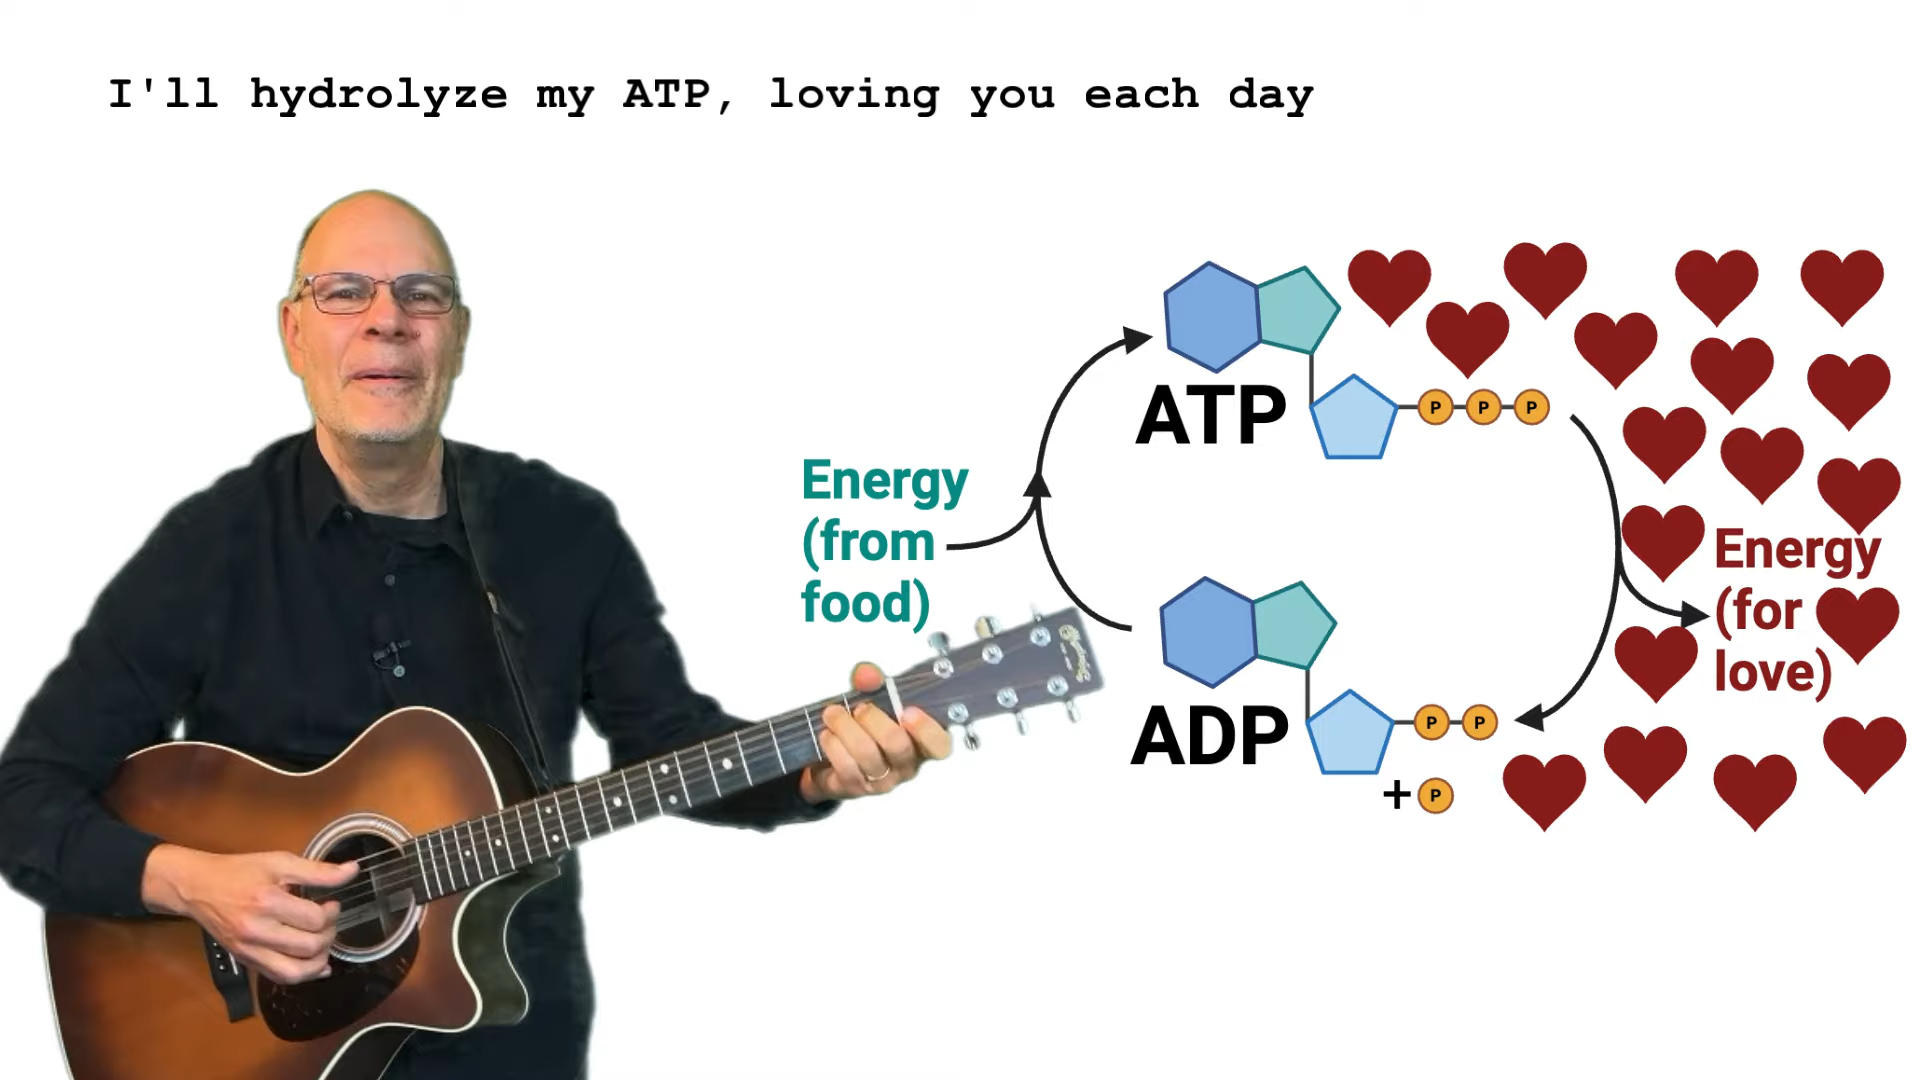 I'll hydrolyze my ATP, loving you each day
ATP
P P P
Energy
(from
food)
Energy
(for
love)
ADP
P P
+ P